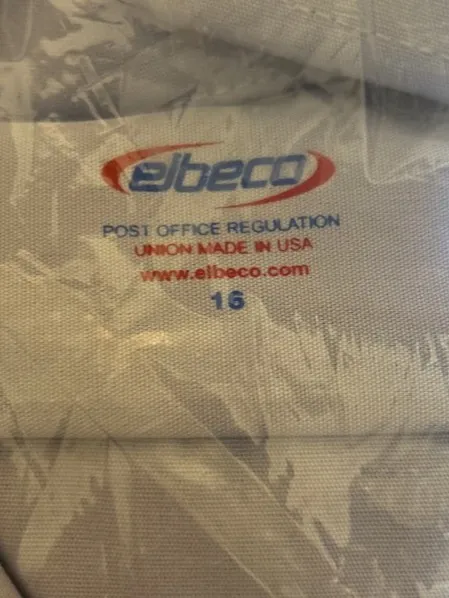 elbeco
POST OFFICE REGULATION
UNION MADE IN USA
www.elbeco.com
16